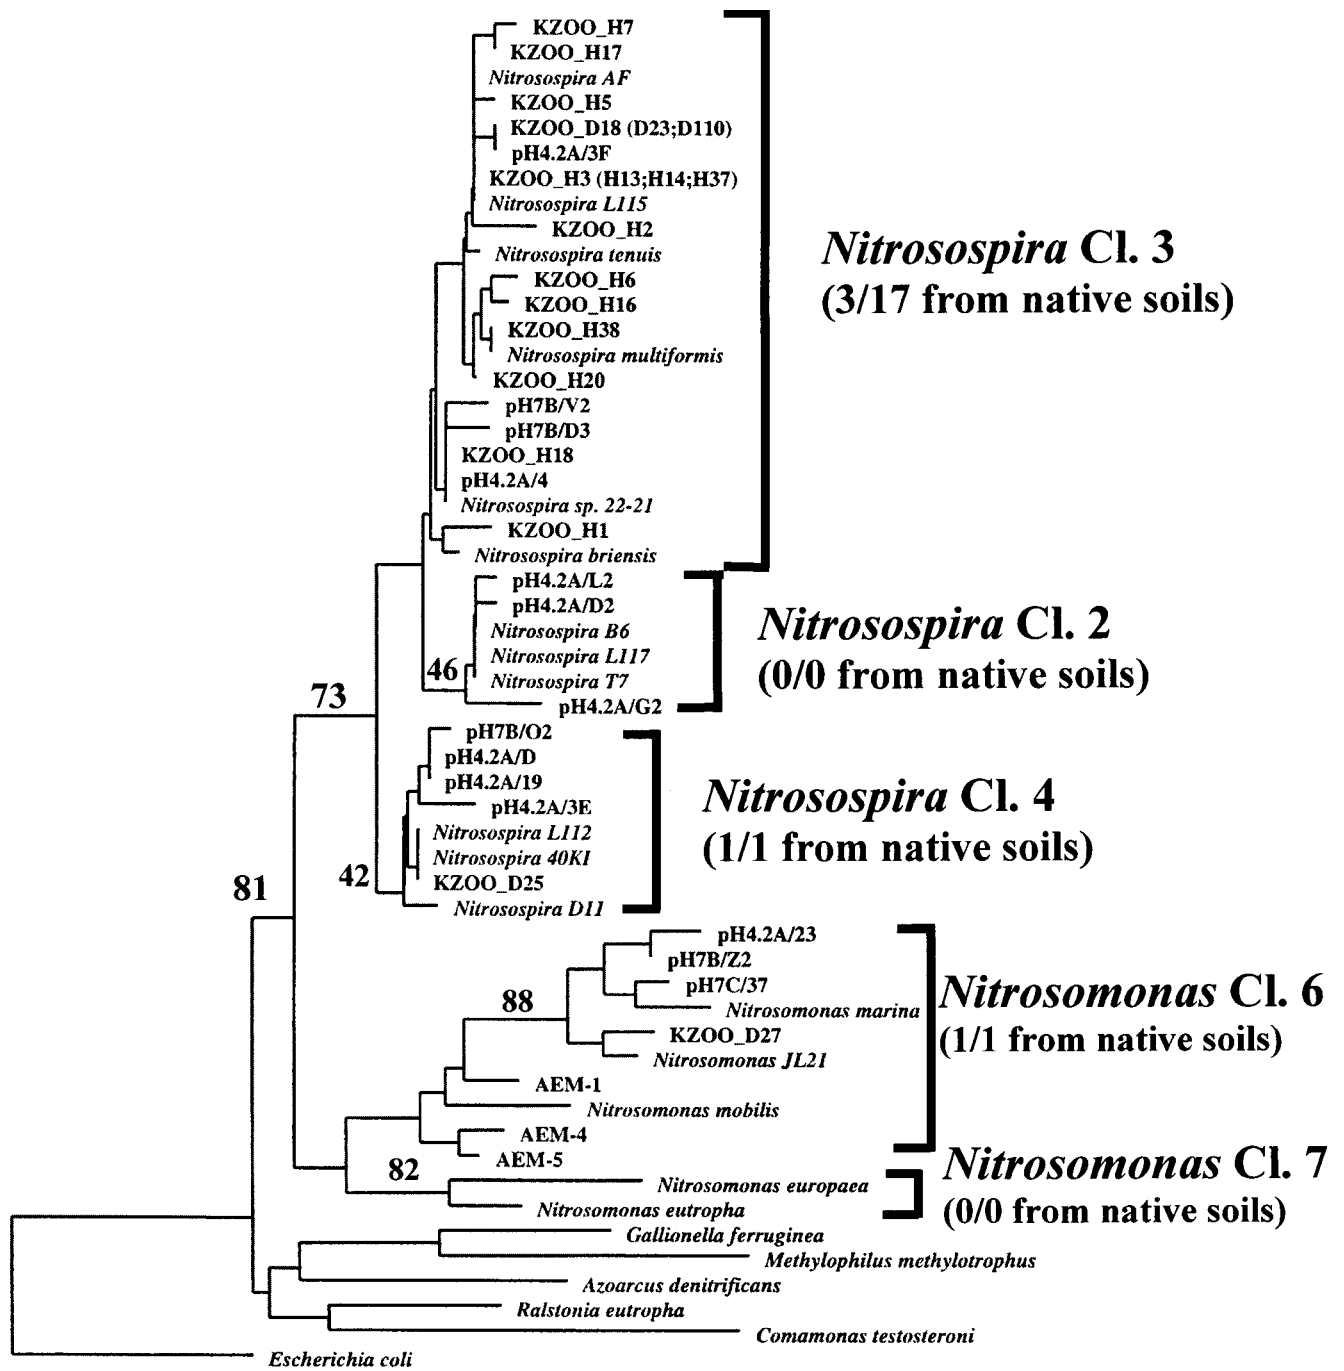 KZOO_H7
KZOO_H17
Nitrosospira AF
KZOO_H5
KZOO_D18 (D23;D110)
pH4.2A/3F
KZOO_H3 (H13;H14;H37)
Nitrosospira L115
KZOO_H2
Nitrosospira tenuis
KZOO_H6
KZOO_H16
KZOO_H38
Nitrosospira multiformis
KZOO_H20
pH7B/V2
pH7B/D3
KZOO_H18
pH4.2A/4
Nitrosospira sp. 22-21
KZOO_H1
Nitrosospira briensis
Nitrosospira Cl. 3
(3/17 from native soils)
pH4.2A/L2
pH4.2A/D2
Nitrosospira B6
Nitrosospira L117
Nitrosospira T7
pH4.2A/G2
46
Nitrosospira Cl. 2
(0/0 from native soils)
73
pH7B/O2
pH4.2A/D
pH4.2A/19
pH4.2A/3E
Nitrosospira L112
Nitrosospira 40KI
KZOO_D25
Nitrosospira D11
42
Nitrosospira Cl. 4
(1/1 from native soils)
81
pH4.2A/23
pH7B/Z2
pH7C/37
Nitrosomonas marina
KZOO_D27
Nitrosomonas JL21
AEM-1
Nitrosomonas mobilis
AEM-4
AEM-5
88
Nitrosomonas Cl. 6
(1/1 from native soils)
82
Nitrosomonas europaea
Nitrosomonas eutropha
Nitrosomonas Cl. 7
(0/0 from native soils)
Gallionella ferruginea
Methylophilus methylotrophus
Azoarcus denitrificans
Ralstonia eutropha
Comamonas testosteroni
Escherichia coli